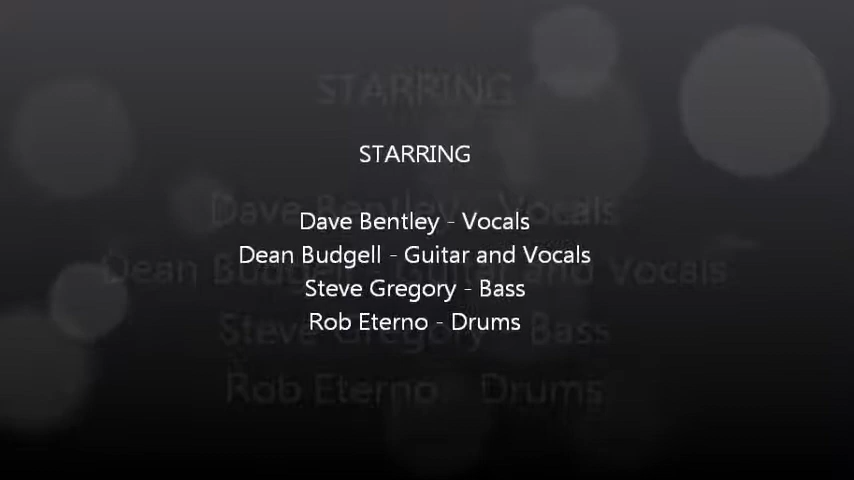 STARRING
Dave Bentley - Vocals
Dean Budgell - Guitar and Vocals
Steve Gregory - Bass
Rob Eterno - Drums